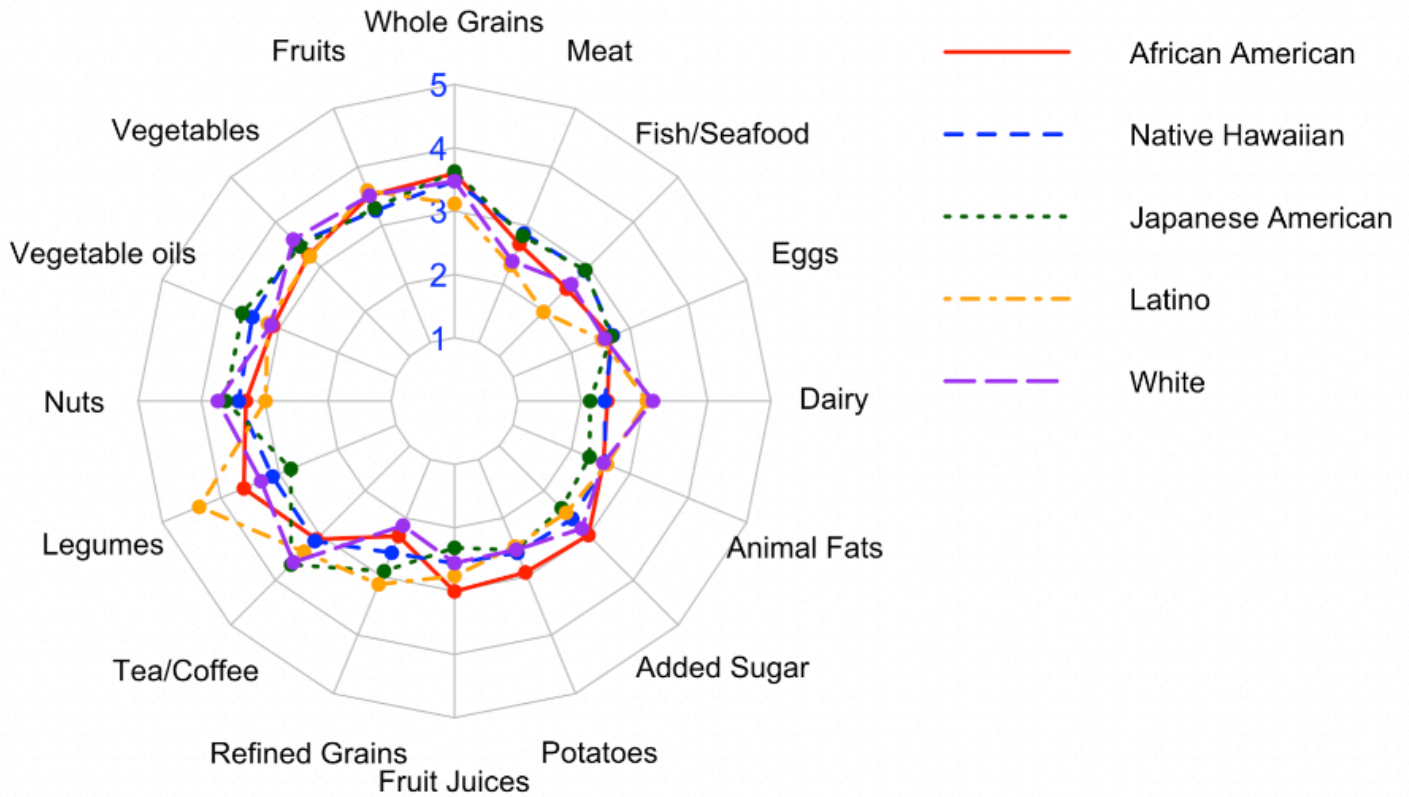 Whole Grains
Fruits
Meat
African American
5
Vegetables
Fish/Seafood
Native Hawaiian
4
3
Japanese American
Vegetable oils
Eggs
2
Latino
1
White
Nuts
Dairy
Legumes
Animal Fats
Tea/Coffee
Added Sugar
Refined Grains
Potatoes
Fruit Juices